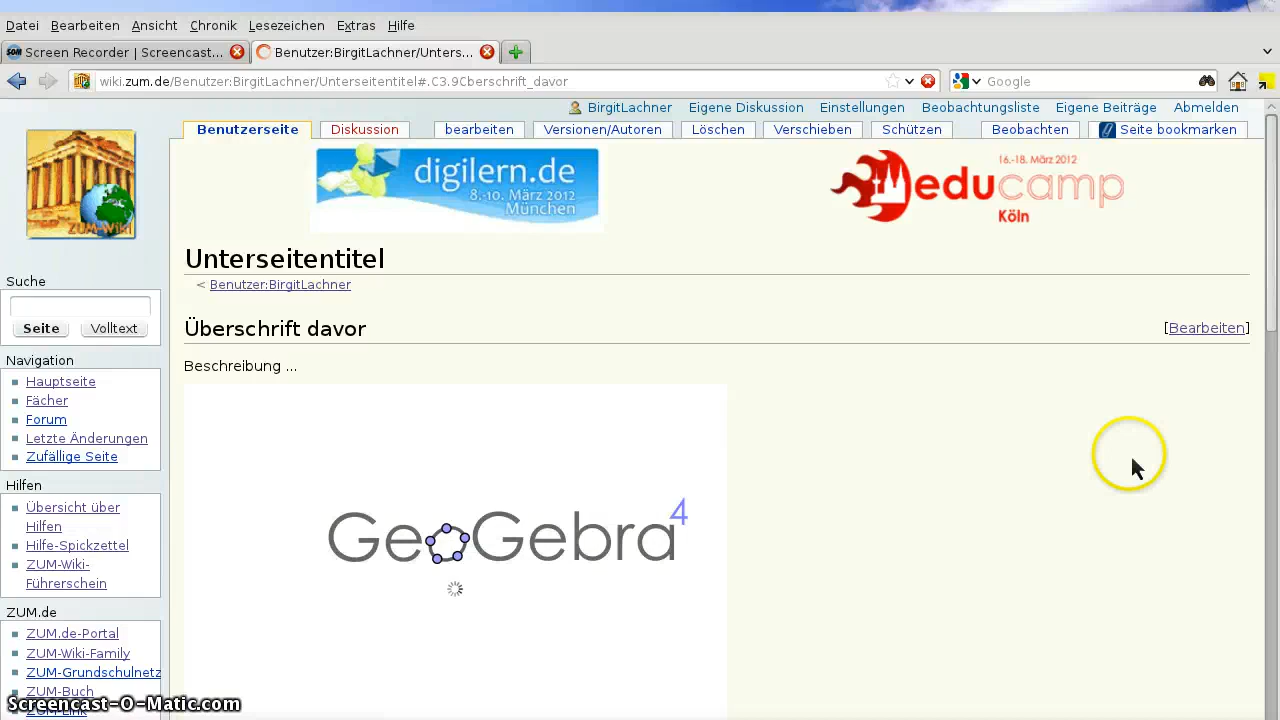 Datei Bearbeiten Ansicht Chronik Lesezeichen Extras Hilfe
Screen Recorder | Screencast... Benutzer:BirgitLachner/Unters...
wiki.zum.de/Benutzer:BirgitLachner/Unterseitentitel#.C3.9Cberschrift_davor Google
BirgitLachner Eigene Diskussion Einstellungen Beobachtungsliste Eigene Beiträge Abmelden
Benutzerseite Diskussion bearbeiten Versionen/Autoren Löschen Verschieben Schützen Beobachten Seite bookmarken
ZUM-Wiki
digilern.de
8.-10. März 2012
München
16.-18. März 2012
educamp
Köln
Unterseitentitel
< Benutzer:BirgitLachner
Überschrift davor [Bearbeiten]
Beschreibung ...
GeoGebra 4
Suche
Seite Volltext
Navigation
Hauptseite
Fächer
Forum
Letzte Änderungen
Zufällige Seite
Hilfen
Übersicht über
Hilfen
Hilfe-Spickzettel
ZUM-Wiki-
Führerschein
ZUM.de
ZUM.de-Portal
ZUM-Wiki-Family
ZUM-Grundschulnetz
ZUM-Buch
Screencast-O-Matic.com